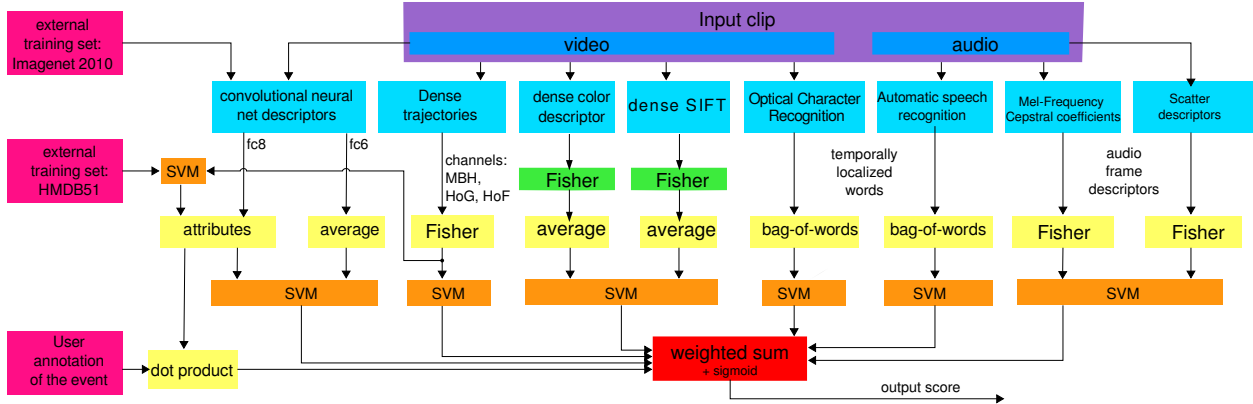 Input clip
external
training set:
Imagenet 2010
video
audio
convolutional neural
net descriptors
Dense
trajectories
dense color
descriptor
dense SIFT
Optical Character
Recognition
Automatic speech
recognition
Mel-Frequency
Cepstral coefficients
Scatter
descriptors
fc8
fc6
external
training set:
HMDB51
SVM
channels:
MBH,
HoG, HoF
Fisher
Fisher
temporally
localized
words
audio
frame
descriptors
attributes
average
Fisher
average
average
bag-of-words
bag-of-words
Fisher
Fisher
SVM
SVM
SVM
SVM
SVM
SVM
User
annotation
of the event
dot product
weighted sum
+ sigmoid
output score